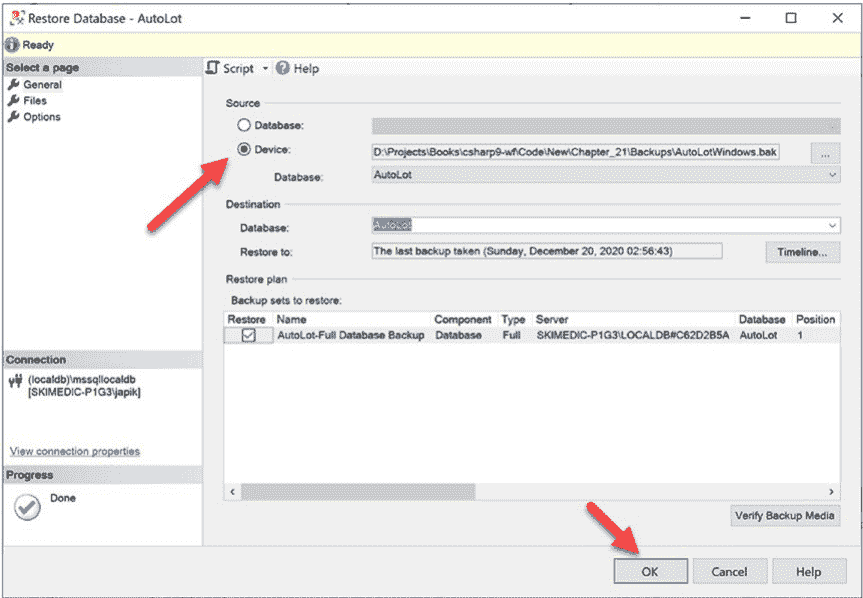 Restore Database - AutoLot
Ready
Select a page
General
Files
Options
Script
Help
Source
Database:
Device:
D:\Projects\Books\csharp9-wf\Code\New\Chapter_21\Backups\AutoLotWindows.bak
...
Database:
AutoLot
Destination
Database:
AutoLot
Restore to:
The last backup taken (Sunday, December 20, 2020 02:56:43)
Timeline...
Restore plan
Backup sets to restore:
Restore Name Component Type Server Database Position
AutoLot-Full Database Backup Database Full SKIMEDIC-P1G3\LOCALDB#C62D2B5A AutoLot 1
Connection
(localdb)\mssqllocaldb
[SKIMEDIC-P1G3\japik]
View connection properties
Progress
Done
Verify Backup Media
OK
Cancel
Help